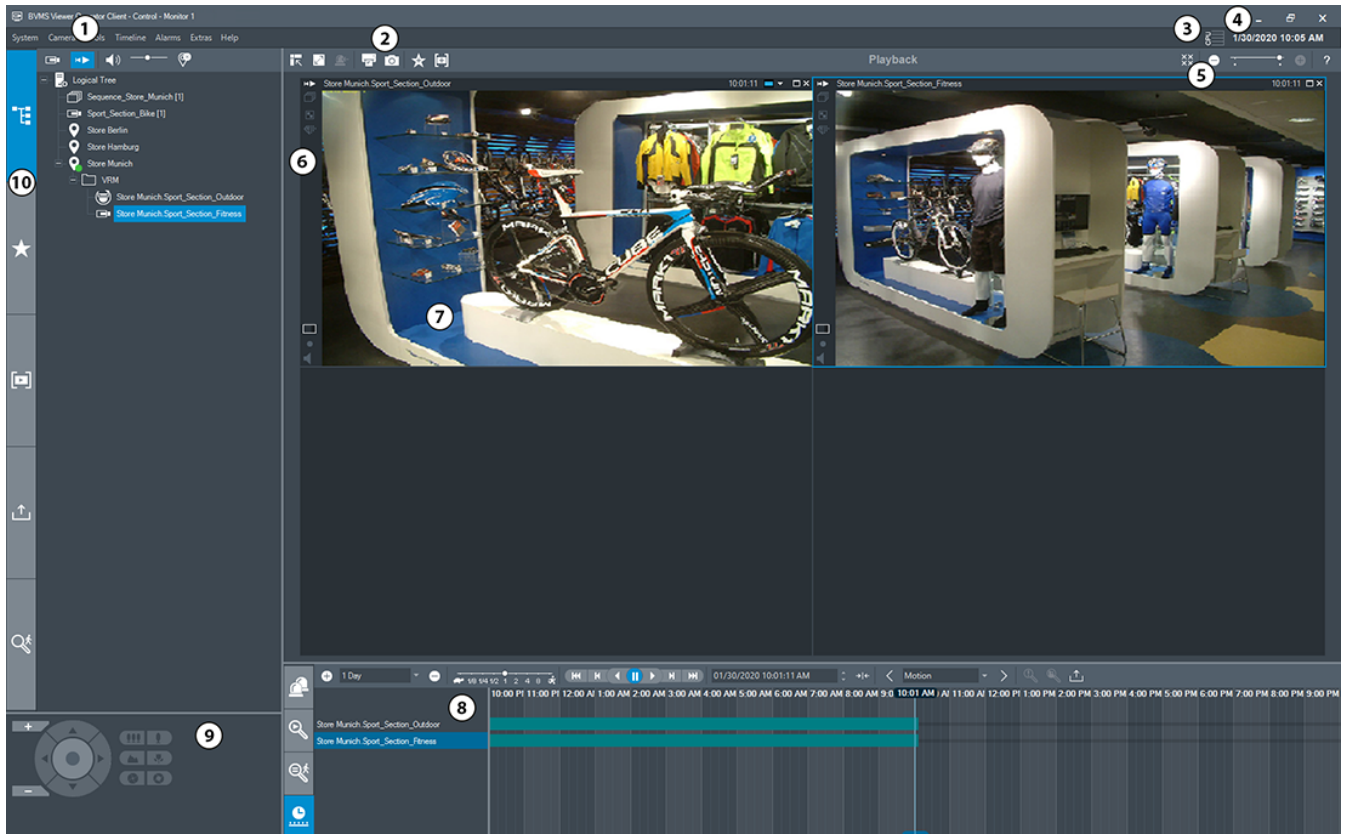 BVMS Viewer Operator Client - Control - Monitor 1
System Camera Tools Timeline Alarms Extras Help
1
2
3
4
1/30/2020 10:05 AM
Playback
5
?
Logical Tree
Sequence_Store_Munich [1]
Sport_Section_Bike [1]
Store Berlin
Store Hamburg
Store Munich
VRM
Store Munich.Sport_Section_Outdoor
Store Munich.Sport_Section_Fitness
10
Store Munich.Sport_Section_Outdoor 10:01:11
Store Munich.Sport_Section_Fitness 10:01:11
6
CUBE
MARKT
7
1 Day
1/8 1/4 1/2 1 2 4 8
01/30/2020 10:01:11 AM
Motion
8
10:00 PM 11:00 PM 12:00 AM 1:00 AM 2:00 AM 3:00 AM 4:00 AM 5:00 AM 6:00 AM 7:00 AM 8:00 AM 9:0 10:01 AM AM 11:00 AM 12:00 PM 1:00 PM 2:00 PM 3:00 PM 4:00 PM 5:00 PM 6:00 PM 7:00 PM 8:00 PM 9:00 PM
Store Munich.Sport_Section_Outdoor
Store Munich.Sport_Section_Fitness
9